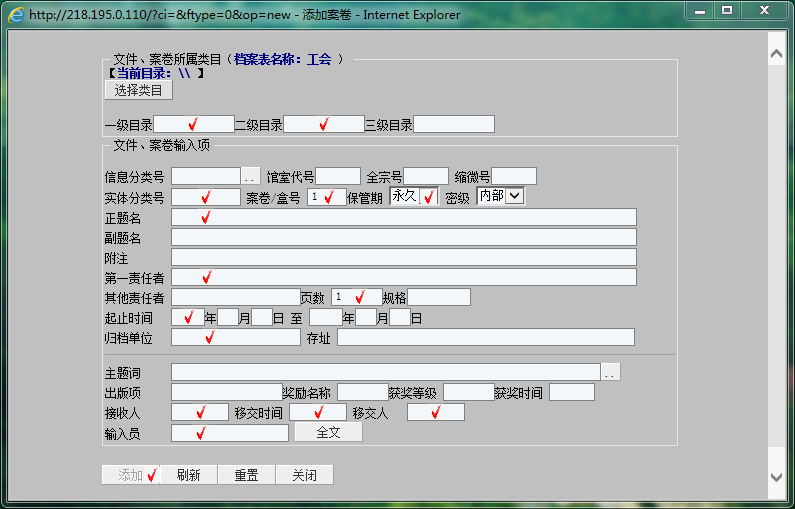 http://218.195.0.110/?ci=&ftype=0&op=new - 添加案卷 - Internet Explorer
文件、案卷所属类目（档案表名称：工会 ）
【当前目录：\\ 】
选择类目
一级目录 二级目录 三级目录
文件、案卷输入项
信息分类号 .. 馆室代号 全宗号 缩微号
实体分类号 案卷/盒号 1 保管期 永久 密级 内部
正题名
副题名
附注
第一责任者
其他责任者 页数 1 规格
起止时间 年 月 日 至 年 月 日
归档单位 存址
主题词 ..
出版项 奖励名称 获奖等级 获奖时间
接收人 移交时间 移交人
输入员 全文
添加 刷新 重置 关闭